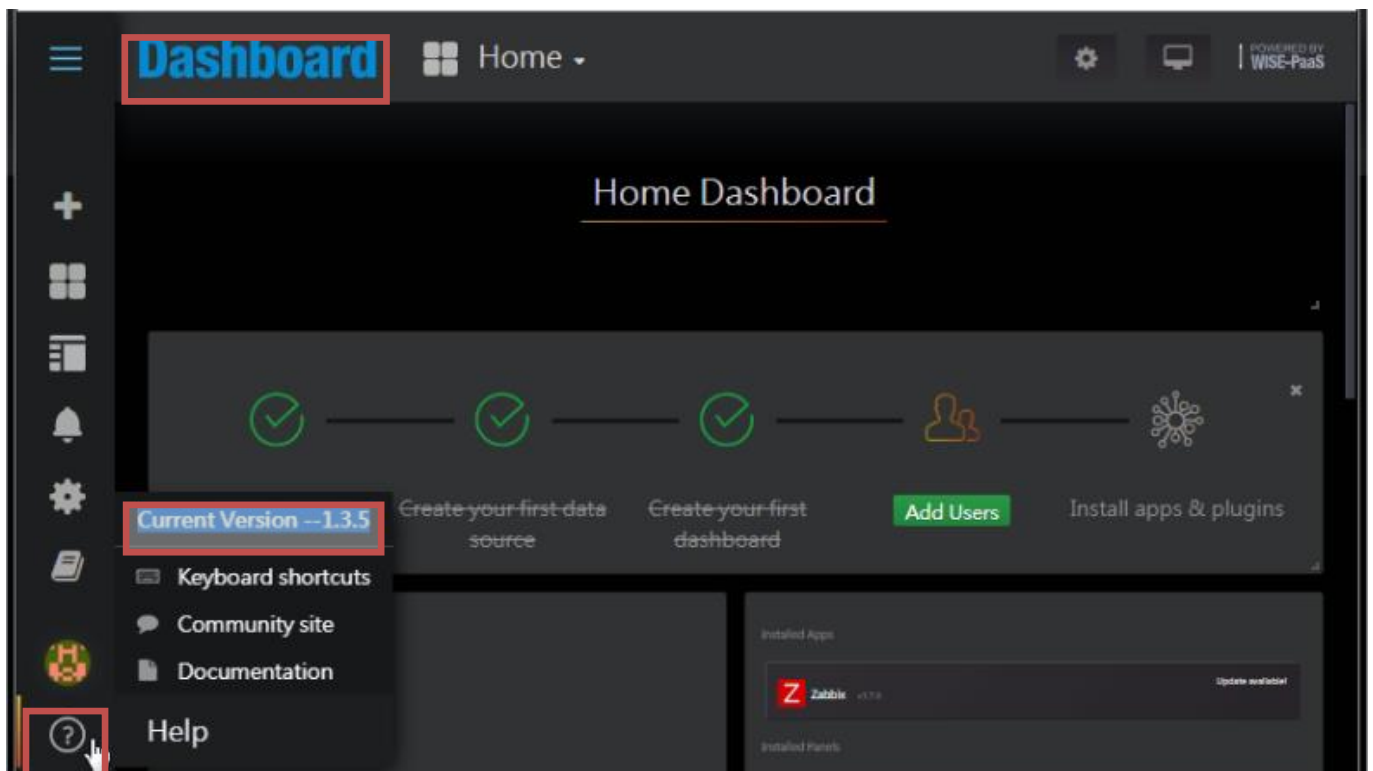 Dashboard
Home
POWERED BY
WISE-PaaS
Home Dashboard
Create your first data
source
Create your first
dashboard
Add Users
Install apps & plugins
Current Version --1.3.5
Keyboard shortcuts
Community site
Documentation
Help
Installed Apps
Z
Zabbix
Update available!
Installed Panels